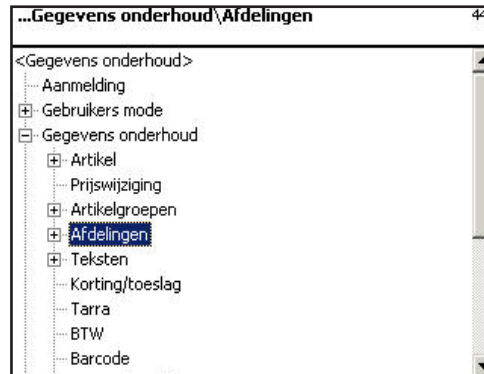 ...Gegevens onderhoud\Afdelingen 44
<Gegevens onderhoud>
Aanmelding
Gebruikers mode
Gegevens onderhoud
Artikel
Prijswijziging
Artikelgroepen
Afdelingen
Teksten
Korting/toeslag
Tarra
BTW
Barcode